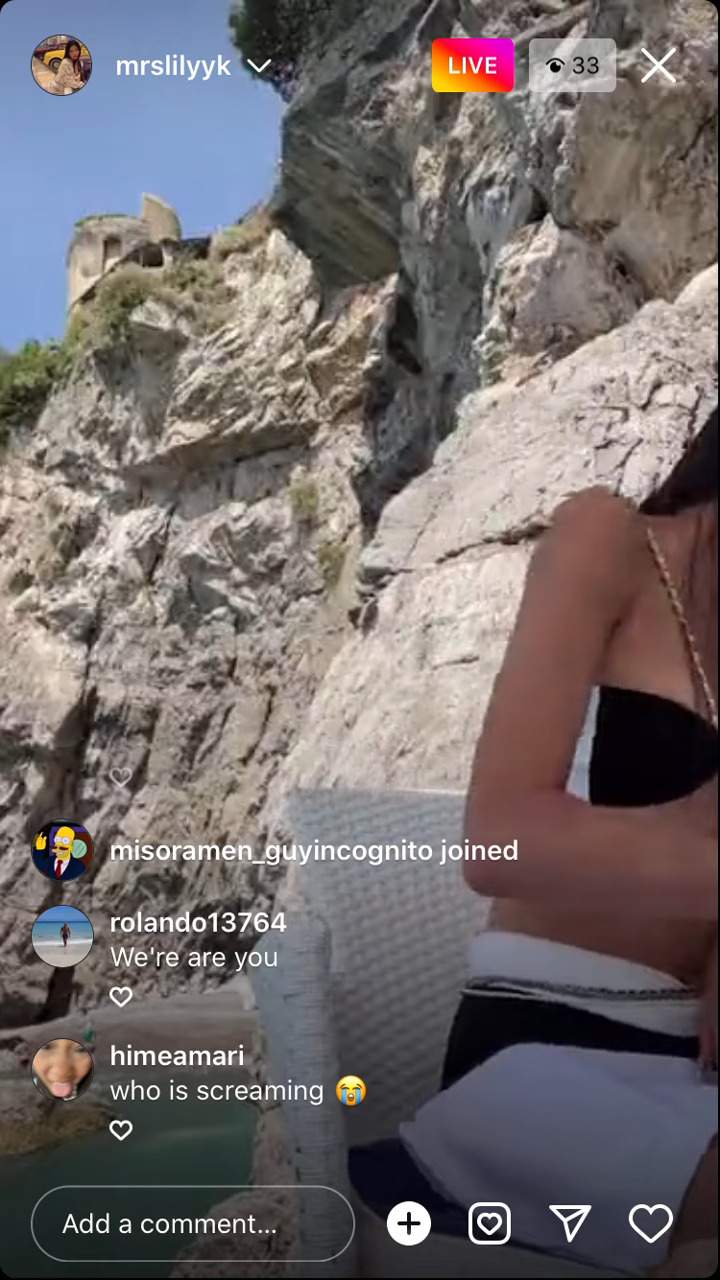 mrslilyyk
LIVE
33
misoramen_guyincognito joined
rolando13764
We're are you
himeamari
who is screaming 😭
Add a comment...